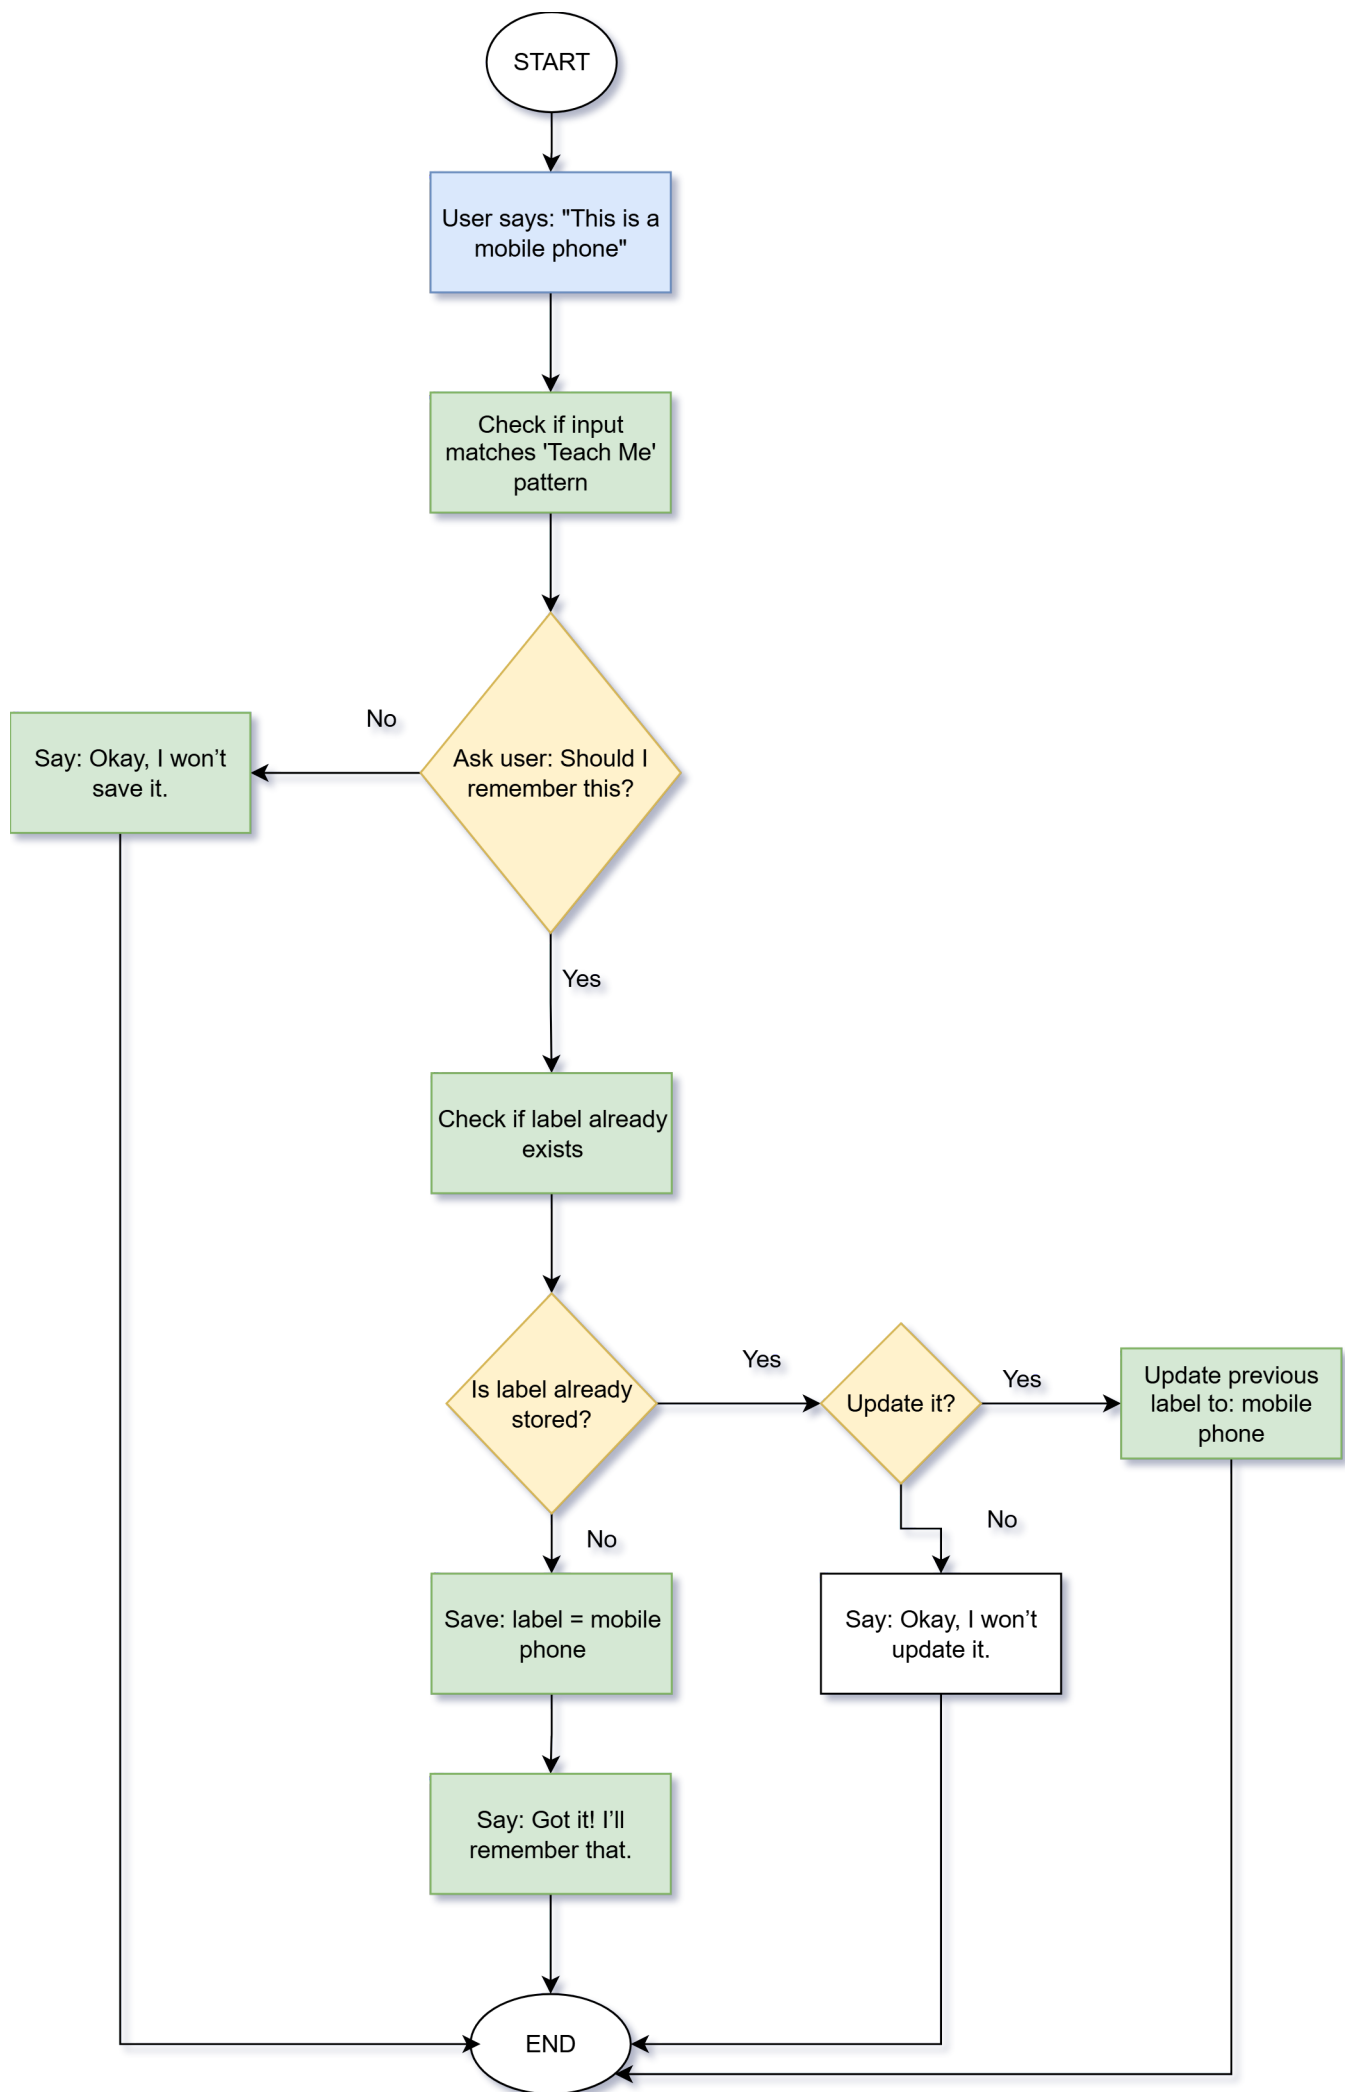 START
User says: "This is a
mobile phone"
Check if input
matches 'Teach Me'
pattern
No
Say: Okay, I won’t
save it.
Ask user: Should I
remember this?
Yes
Check if label already
exists
Is label already
stored?
Yes
Update it?
Yes
Update previous
label to: mobile
phone
No
No
Save: label = mobile
phone
Say: Okay, I won’t
update it.
Say: Got it! I’ll
remember that.
END